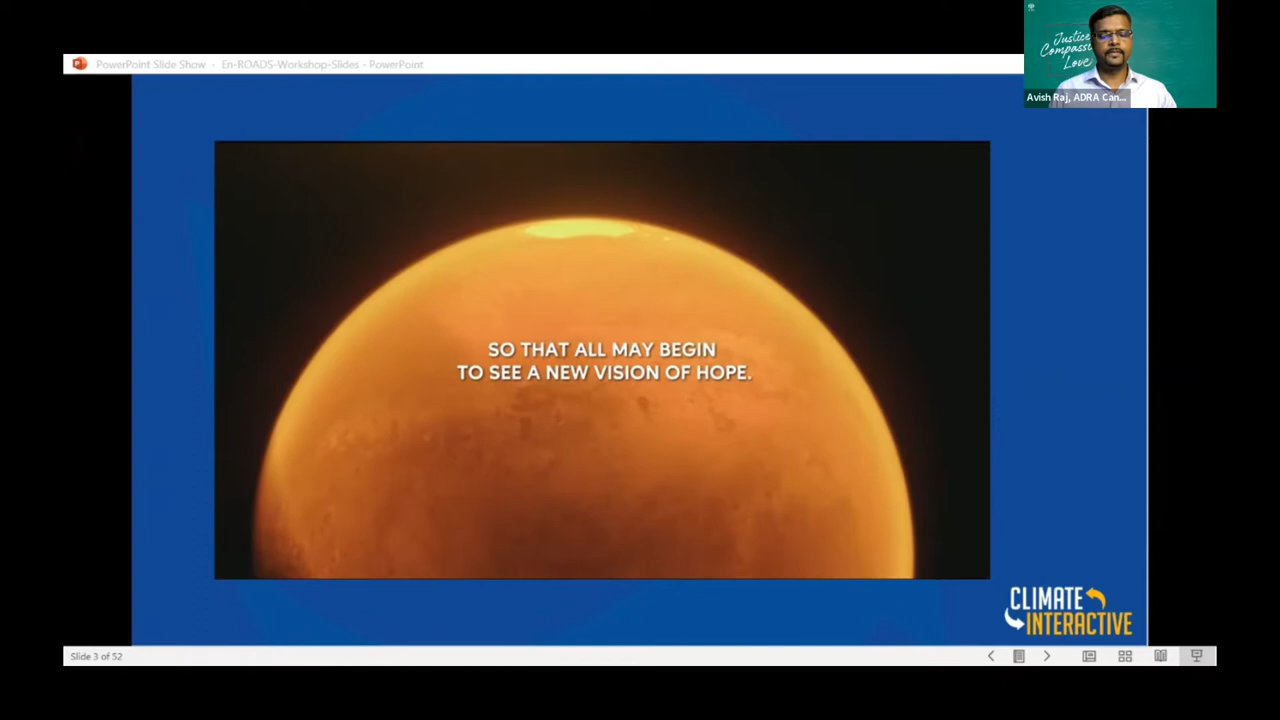 PowerPoint Slide Show - En-ROADS-Workshop-Slides - PowerPoint
Justice
Compass
Love
Avish Raj, ADRA Can...
SO THAT ALL MAY BEGIN
TO SEE A NEW VISION OF HOPE.
CLIMATE
INTERACTIVE
Slide 3 of 52